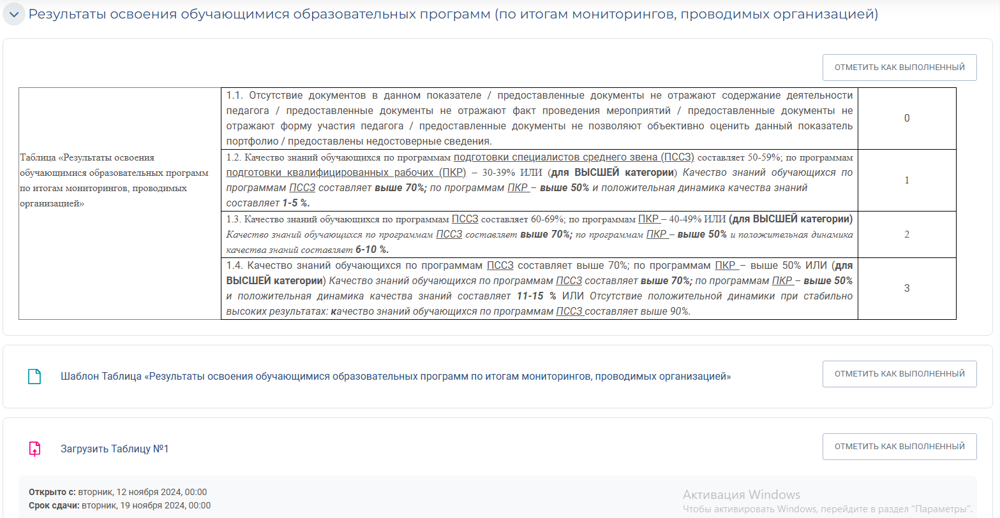 Результаты освоения обучающимися образовательных программ (по итогам мониторингов, проводимых организацией)
ОТМЕТИТЬ КАК ВЫПОЛНЕННЫЙ
Таблица «Результаты освоения
обучающимися образовательных программ
по итогам мониторингов, проводимых
организацией»
1.1. Отсутствие документов в данном показателе / предоставленные документы не отражают содержание деятельности
педагога / предоставленные документы не отражают факт проведения мероприятий / предоставленные документы не
отражают форму участия педагога / предоставленные документы не позволяют объективно оценить данный показатель
портфолио / предоставлены недостоверные сведения.
0
1.2. Качество знаний обучающихся по программам подготовки специалистов среднего звена (ПССЗ) составляет 50-59%; по программам
подготовки квалифицированных рабочих (ПКР) – 30-39% ИЛИ (для ВЫСШЕЙ категории) Качество знаний обучающихся по
программам ПССЗ составляет выше 70%; по программам ПКР – выше 50% и положительная динамика качества знаний
составляет 1-5 %.
1
1.3. Качество знаний обучающихся по программам ПССЗ составляет 60-69%; по программам ПКР – 40-49% ИЛИ (для ВЫСШЕЙ категории)
Качество знаний обучающихся по программам ПССЗ составляет выше 70%; по программам ПКР – выше 50% и положительная динамика
качества знаний составляет 6-10 %.
2
1.4. Качество знаний обучающихся по программам ПССЗ составляет выше 70%; по программам ПКР – выше 50% ИЛИ (для
ВЫСШЕЙ категории) Качество знаний обучающихся по программам ПССЗ составляет выше 70%; по программам ПКР – выше 50%
и положительная динамика качества знаний составляет 11-15 % ИЛИ Отсутствие положительной динамики при стабильно
высоких результатах: качество знаний обучающихся по программам ПССЗ составляет выше 90%.
3
Шаблон Таблица «Результаты освоения обучающимися образовательных программ по итогам мониторингов, проводимых организацией»
ОТМЕТИТЬ КАК ВЫПОЛНЕННЫЙ
Загрузить Таблицу №1
ОТМЕТИТЬ КАК ВЫПОЛНЕННЫЙ
Открыто с: вторник, 12 ноября 2024, 00:00
Срок сдачи: вторник, 19 ноября 2024, 00:00
Активация Windows
Чтобы активировать Windows, перейдите в раздел "Параметры".